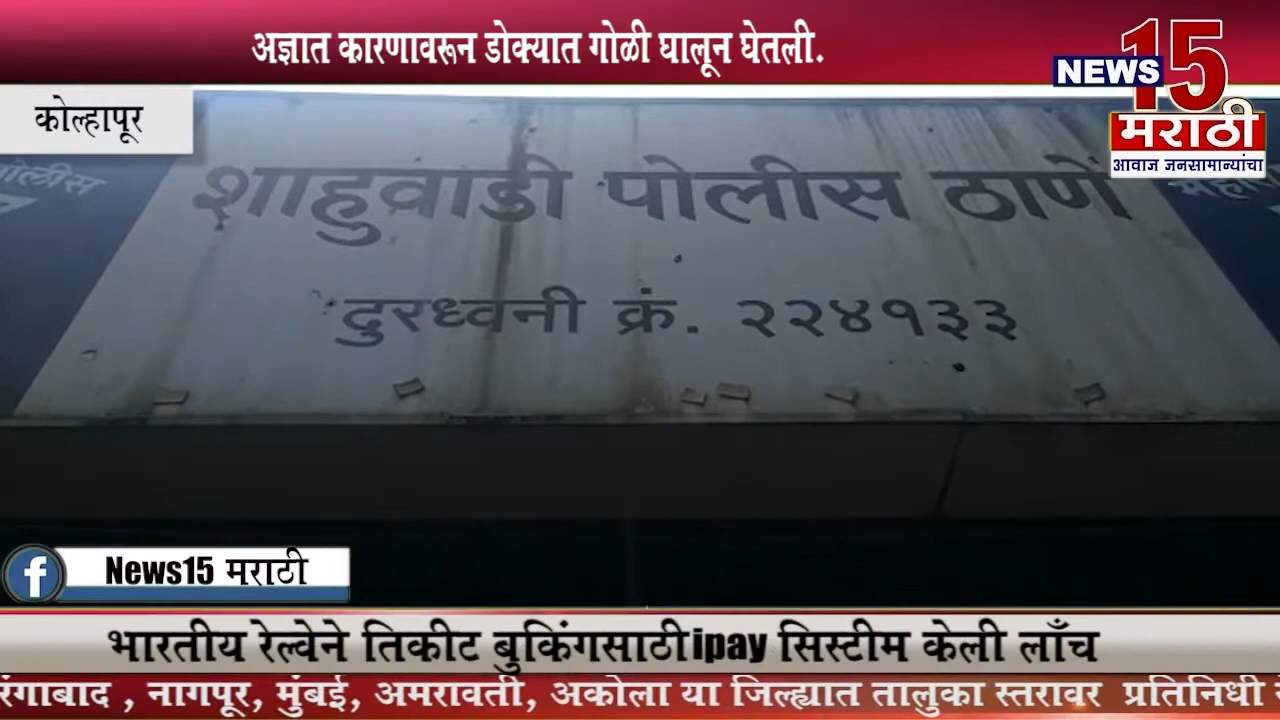 अज्ञात कारणावरून डोक्यात गोळी घालून घेतली.
NEWS 15
मराठी
आवाज जनसामान्यांचा
कोल्हापूर
शाहुवाडी पोलीस ठाणे
दुरध्वनी क्रं. २२४१३३
News15 मराठी
भारतीय रेल्वेने तिकीट बुकिंगसाठी ipay सिस्टीम केली लाँच
रंगाबाद , नागपूर, मुंबई, अमरावती, अकोला या जिल्ह्यात तालुका स्तरावर प्रतिनिधी